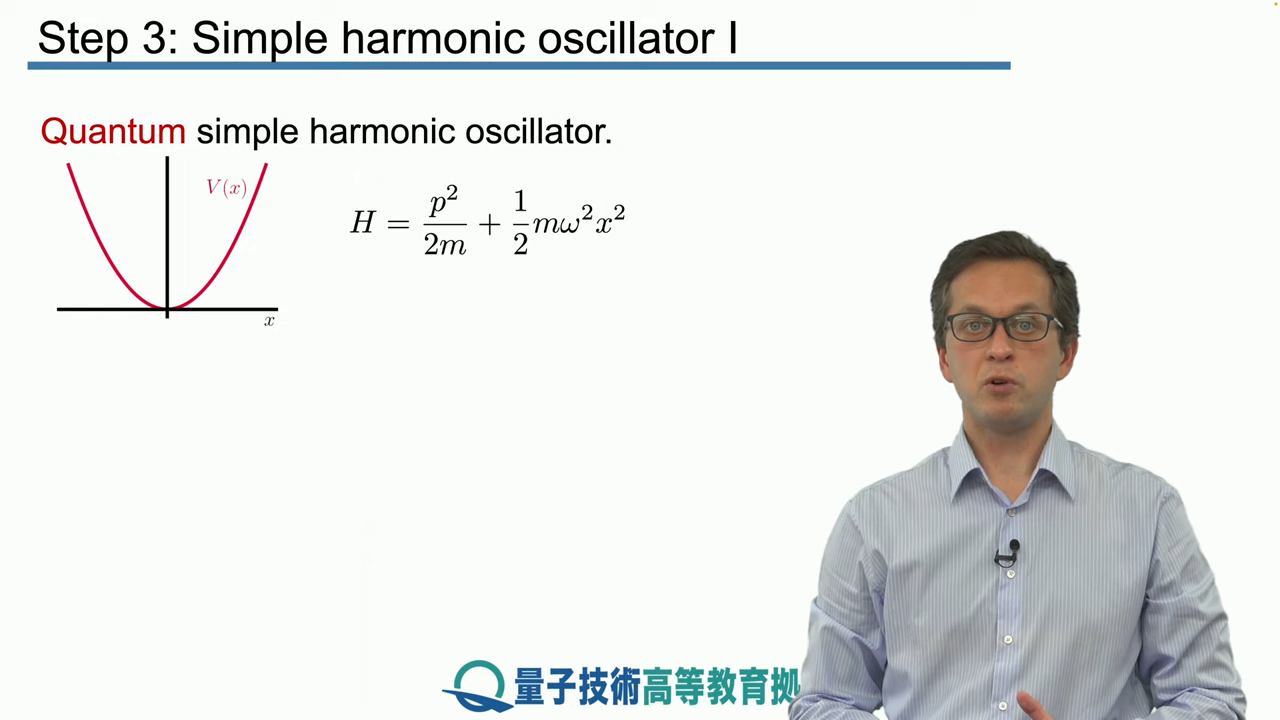 Step 3: Simple harmonic oscillator I
Quantum simple harmonic oscillator.
V(x)
H = p²/2m + 1/2 mω²x²
x
量子技術高等教育拠